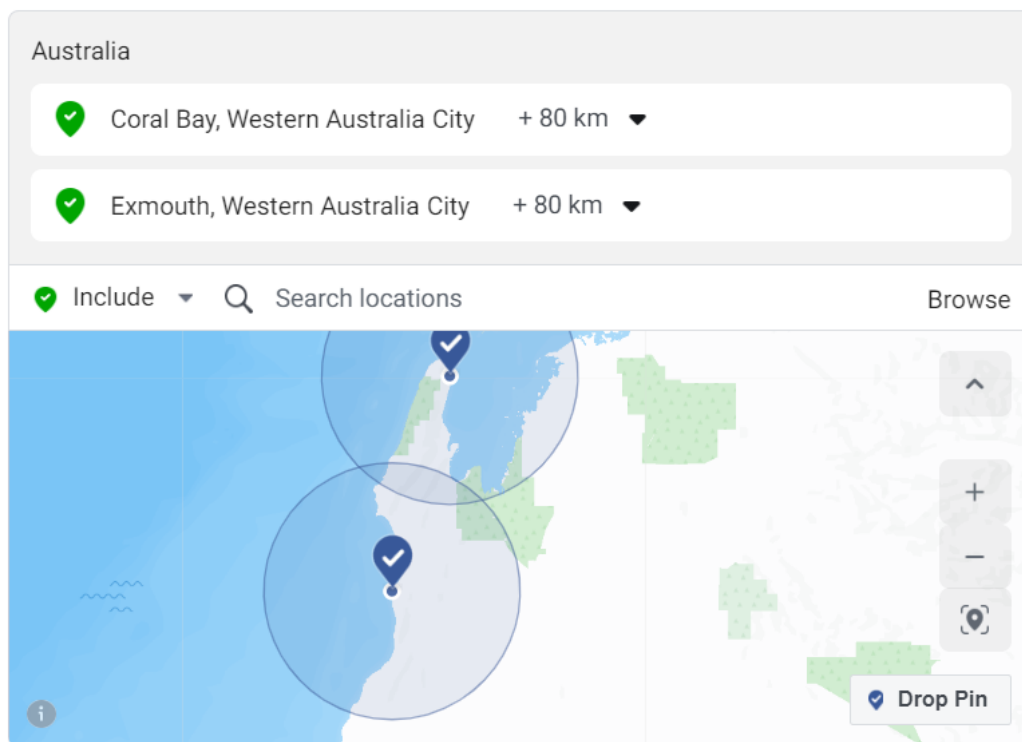 Australia
Coral Bay, Western Australia City + 80 km
Exmouth, Western Australia City + 80 km
Include Search locations Browse
Drop Pin